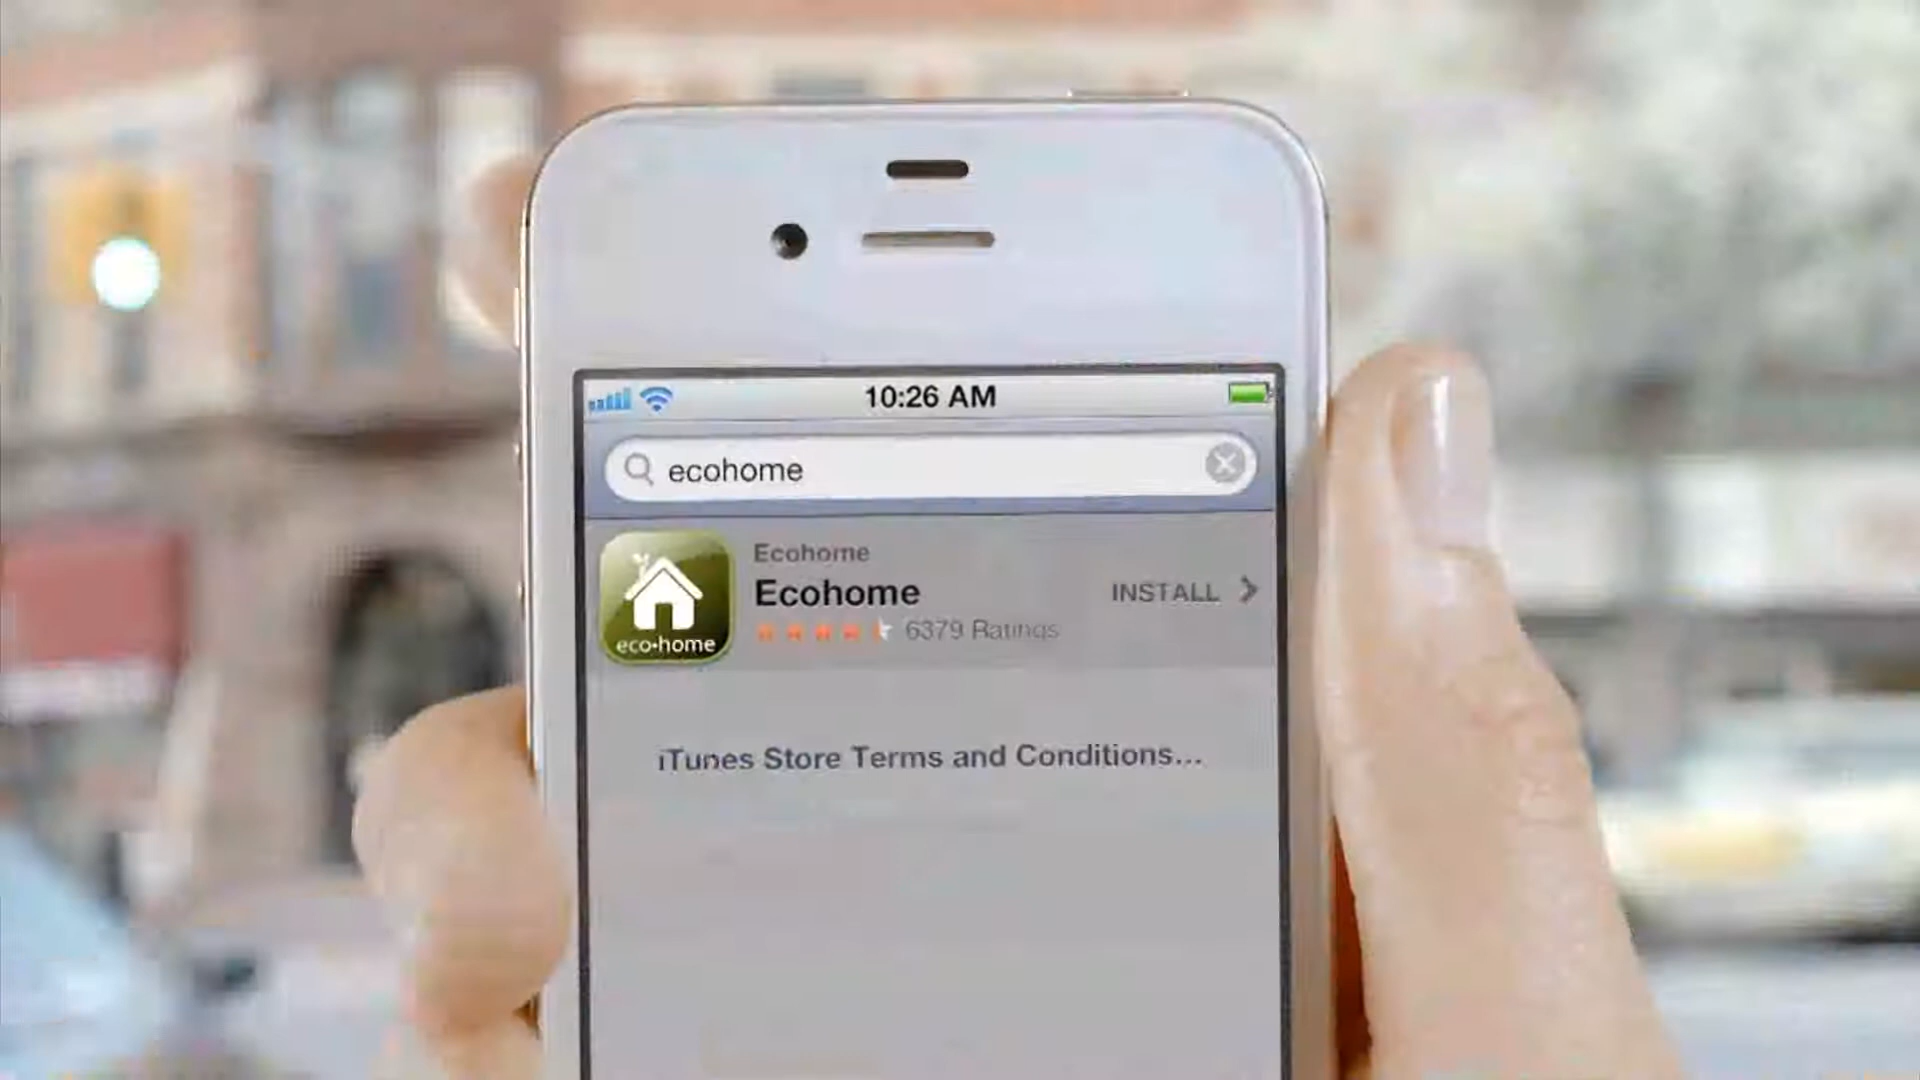 10:26 AM
ecohome
Ecohome
Ecohome
INSTALL
6379 Ratings
eco•home
iTunes Store Terms and Conditions...